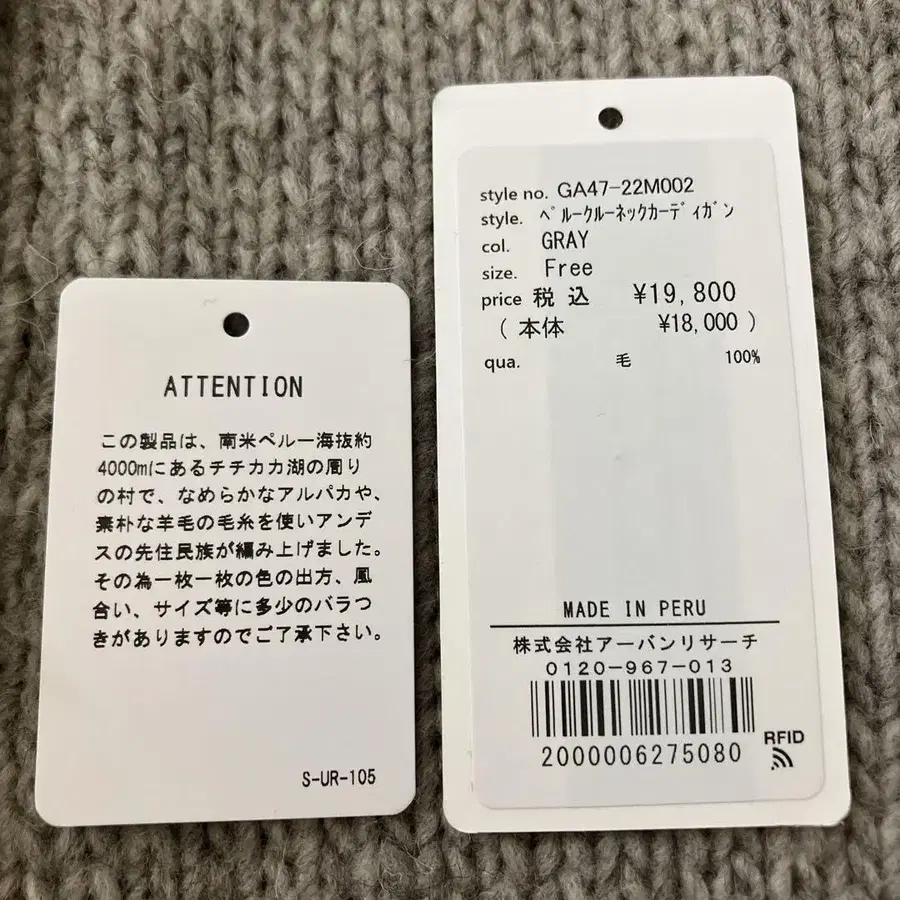 ATTENTION
この製品は、南米ペルー海抜約
4000mにあるチチカカ湖の周り
の村で、なめらかなアルパカや、
素朴な羊毛の毛糸を使いアンデ
スの先住民族が編み上げました。
その為一枚一枚の色の出方、風
合い、サイズ等に多少のバラつ
きがありますのでご了承下さい。
S-UR-105
style no. GA47-22M002
style. ﾍﾟﾙｰクルーネックカーディガン
col. GRAY
size. Free
price 税込 ¥19,800
(本体 ¥18,000)
qua. 毛 100%
MADE IN PERU
株式会社アーバンリサーチ
0120-967-013
2000006275080
RFID